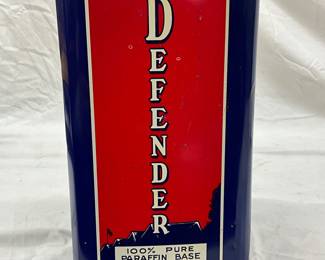 DEFENDER
100% PURE
PARAFFIN BASE